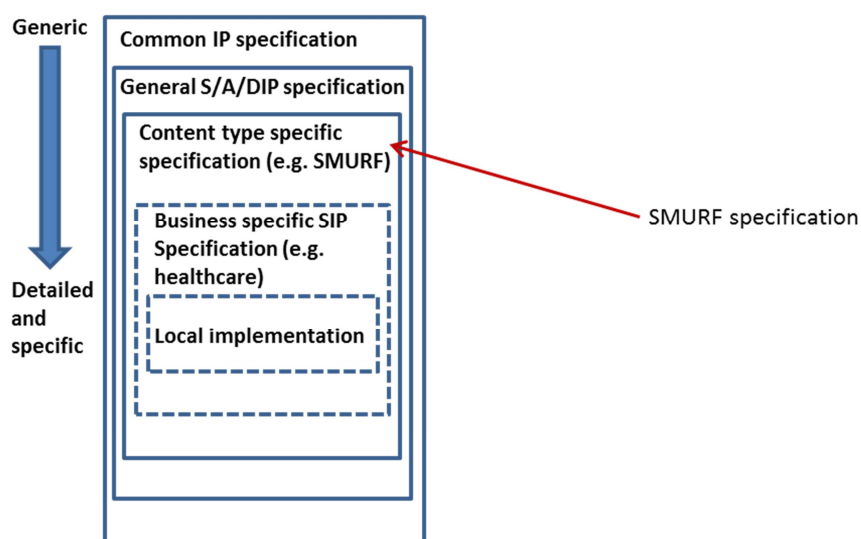 Generic
Common IP specification
General S/A/DIP specification
Content type specific
specification (e.g. SMURF)
SMURF specification
Business specific SIP
Specification (e.g.
healthcare)
Detailed
and
specific
Local implementation